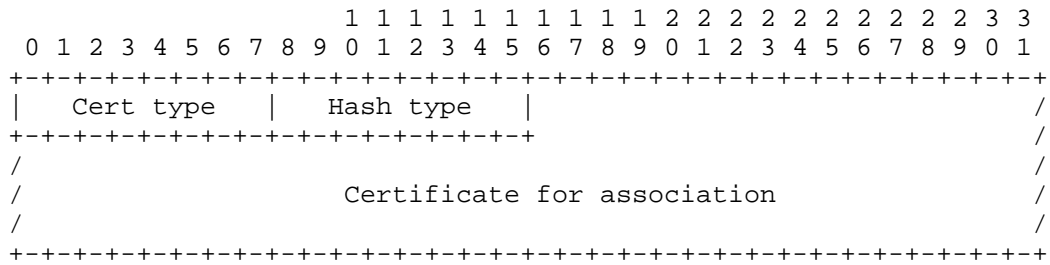 1 1 1 1 1 1 1 1 1 1 2 2 2 2 2 2 2 2 2 2 3 3
0 1 2 3 4 5 6 7 8 9 0 1 2 3 4 5 6 7 8 9 0 1 2 3 4 5 6 7 8 9 0 1
+-+-+-+-+-+-+-+-+-+-+-+-+-+-+-+-+-+-+-+-+-+-+-+-+-+-+-+-+-+-+-+-+
| Cert type | Hash type | /
+-+-+-+-+-+-+-+-+-+-+-+-+-+-+-+-+ /
/ /
/ Certificate for association /
/ /
+-+-+-+-+-+-+-+-+-+-+-+-+-+-+-+-+-+-+-+-+-+-+-+-+-+-+-+-+-+-+-+-+